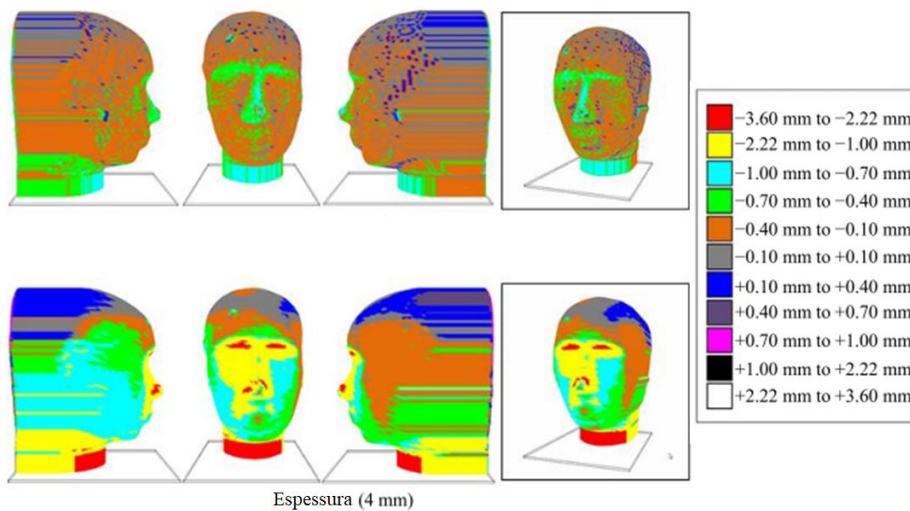 −3.60 mm to −2.22 mm
−2.22 mm to −1.00 mm
−1.00 mm to −0.70 mm
−0.70 mm to −0.40 mm
−0.40 mm to −0.10 mm
−0.10 mm to +0.10 mm
+0.10 mm to +0.40 mm
+0.40 mm to +0.70 mm
+0.70 mm to +1.00 mm
+1.00 mm to +2.22 mm
+2.22 mm to +3.60 mm
Espessura (4 mm)